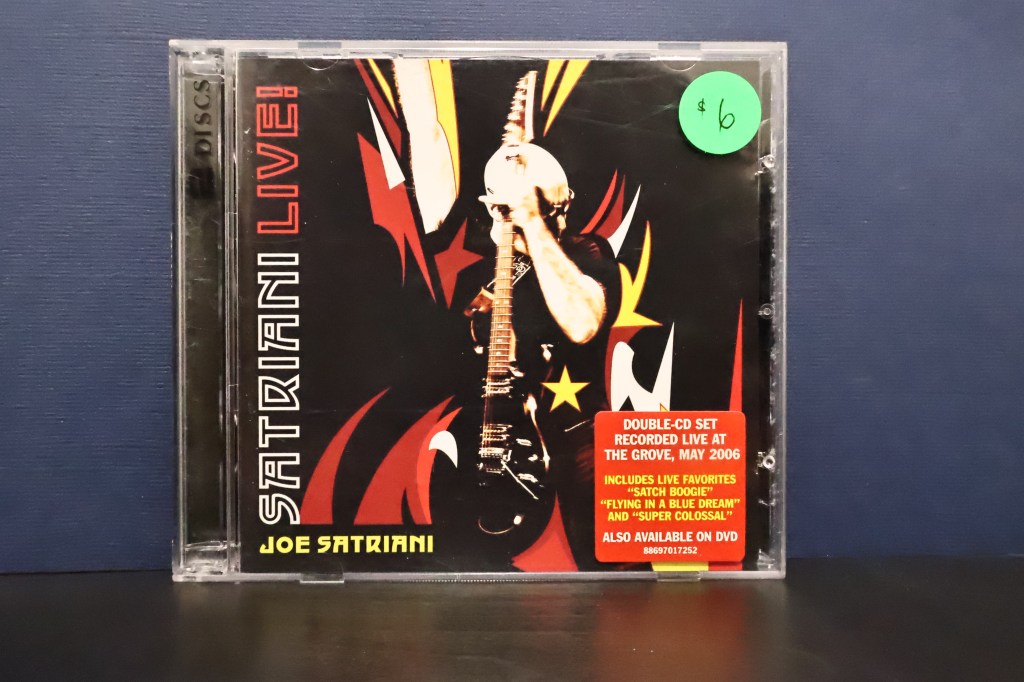 2 DISCS
SATRIANI LIVE!
$6
JOE SATRIANI
DOUBLE-CD SET
RECORDED LIVE AT
THE GROVE, MAY 2006
INCLUDES LIVE FAVORITES
"SATCH BOOGIE"
"FLYING IN A BLUE DREAM"
AND "SUPER COLOSSAL"
ALSO AVAILABLE ON DVD
88697017252